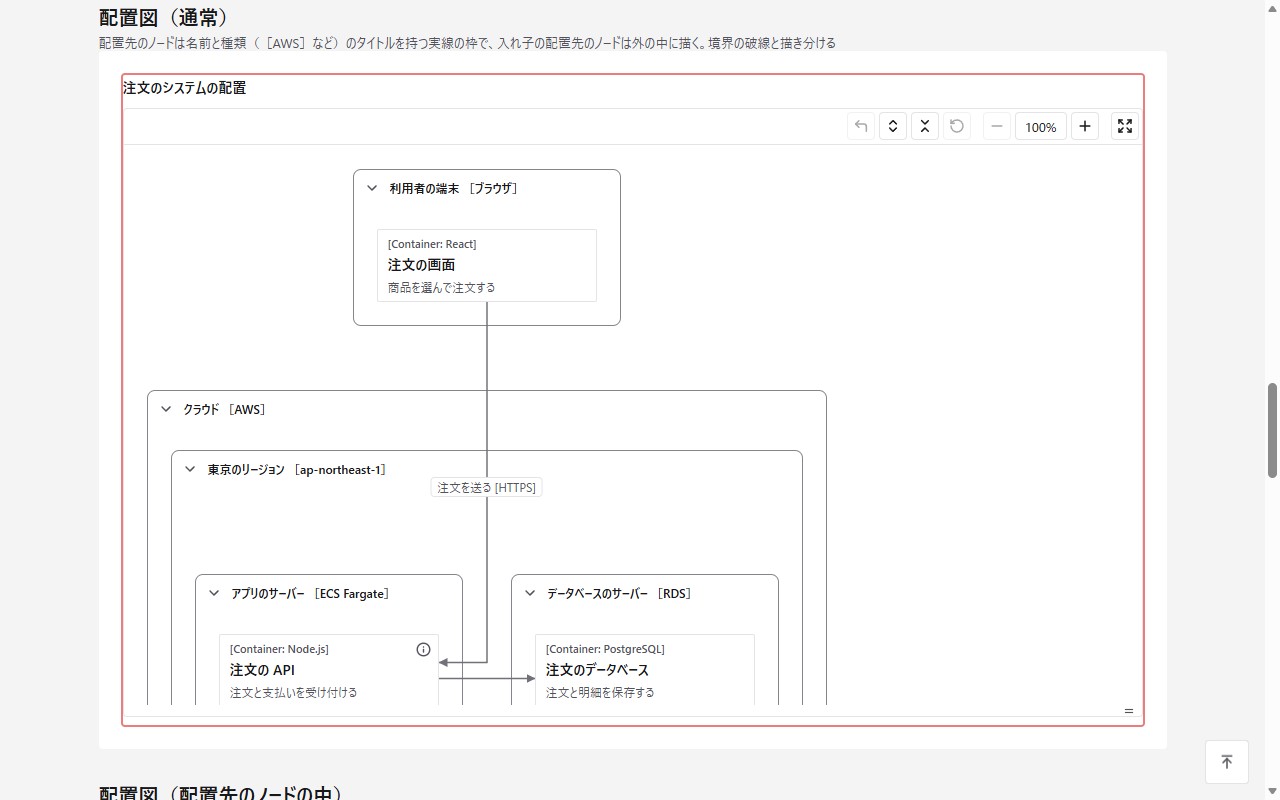 配置図（通常）
配置先のノードは名前と種類（［AWS］など）のタイトルを持つ実線の枠で、入れ子の配置先のノードは外の中に描く。境界の破線と描き分ける
注文のシステムの配置
100%
利用者の端末 ［ブラウザ］
[Container: React]
注文の画面
商品を選んで注文する
クラウド ［AWS］
東京のリージョン ［ap-northeast-1］
注文を送る [HTTPS]
アプリのサーバー ［ECS Fargate］
データベースのサーバー ［RDS］
[Container: Node.js]
注文の API
注文と支払いを受け付ける
[Container: PostgreSQL]
注文のデータベース
注文と明細を保存する
配置図（配置先のノードの中）